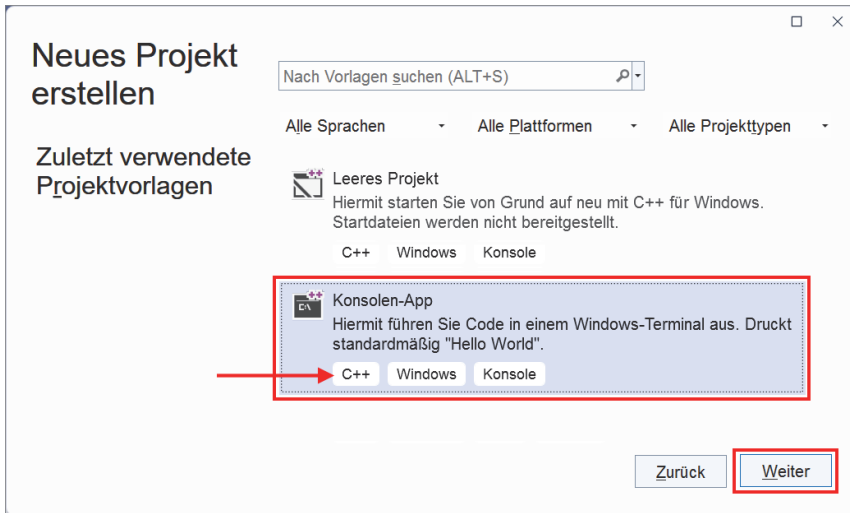 Neues Projekt
erstellen
Nach Vorlagen suchen (ALT+S)
Alle Sprachen Alle Plattformen Alle Projekttypen
Zuletzt verwendete
Projektvorlagen
Leeres Projekt
Hiermit starten Sie von Grund auf neu mit C++ für Windows.
Startdateien werden nicht bereitgestellt.
C++ Windows Konsole
Konsolen-App
Hiermit führen Sie Code in einem Windows-Terminal aus. Druckt
standardmäßig "Hello World".
C++ Windows Konsole
Zurück Weiter